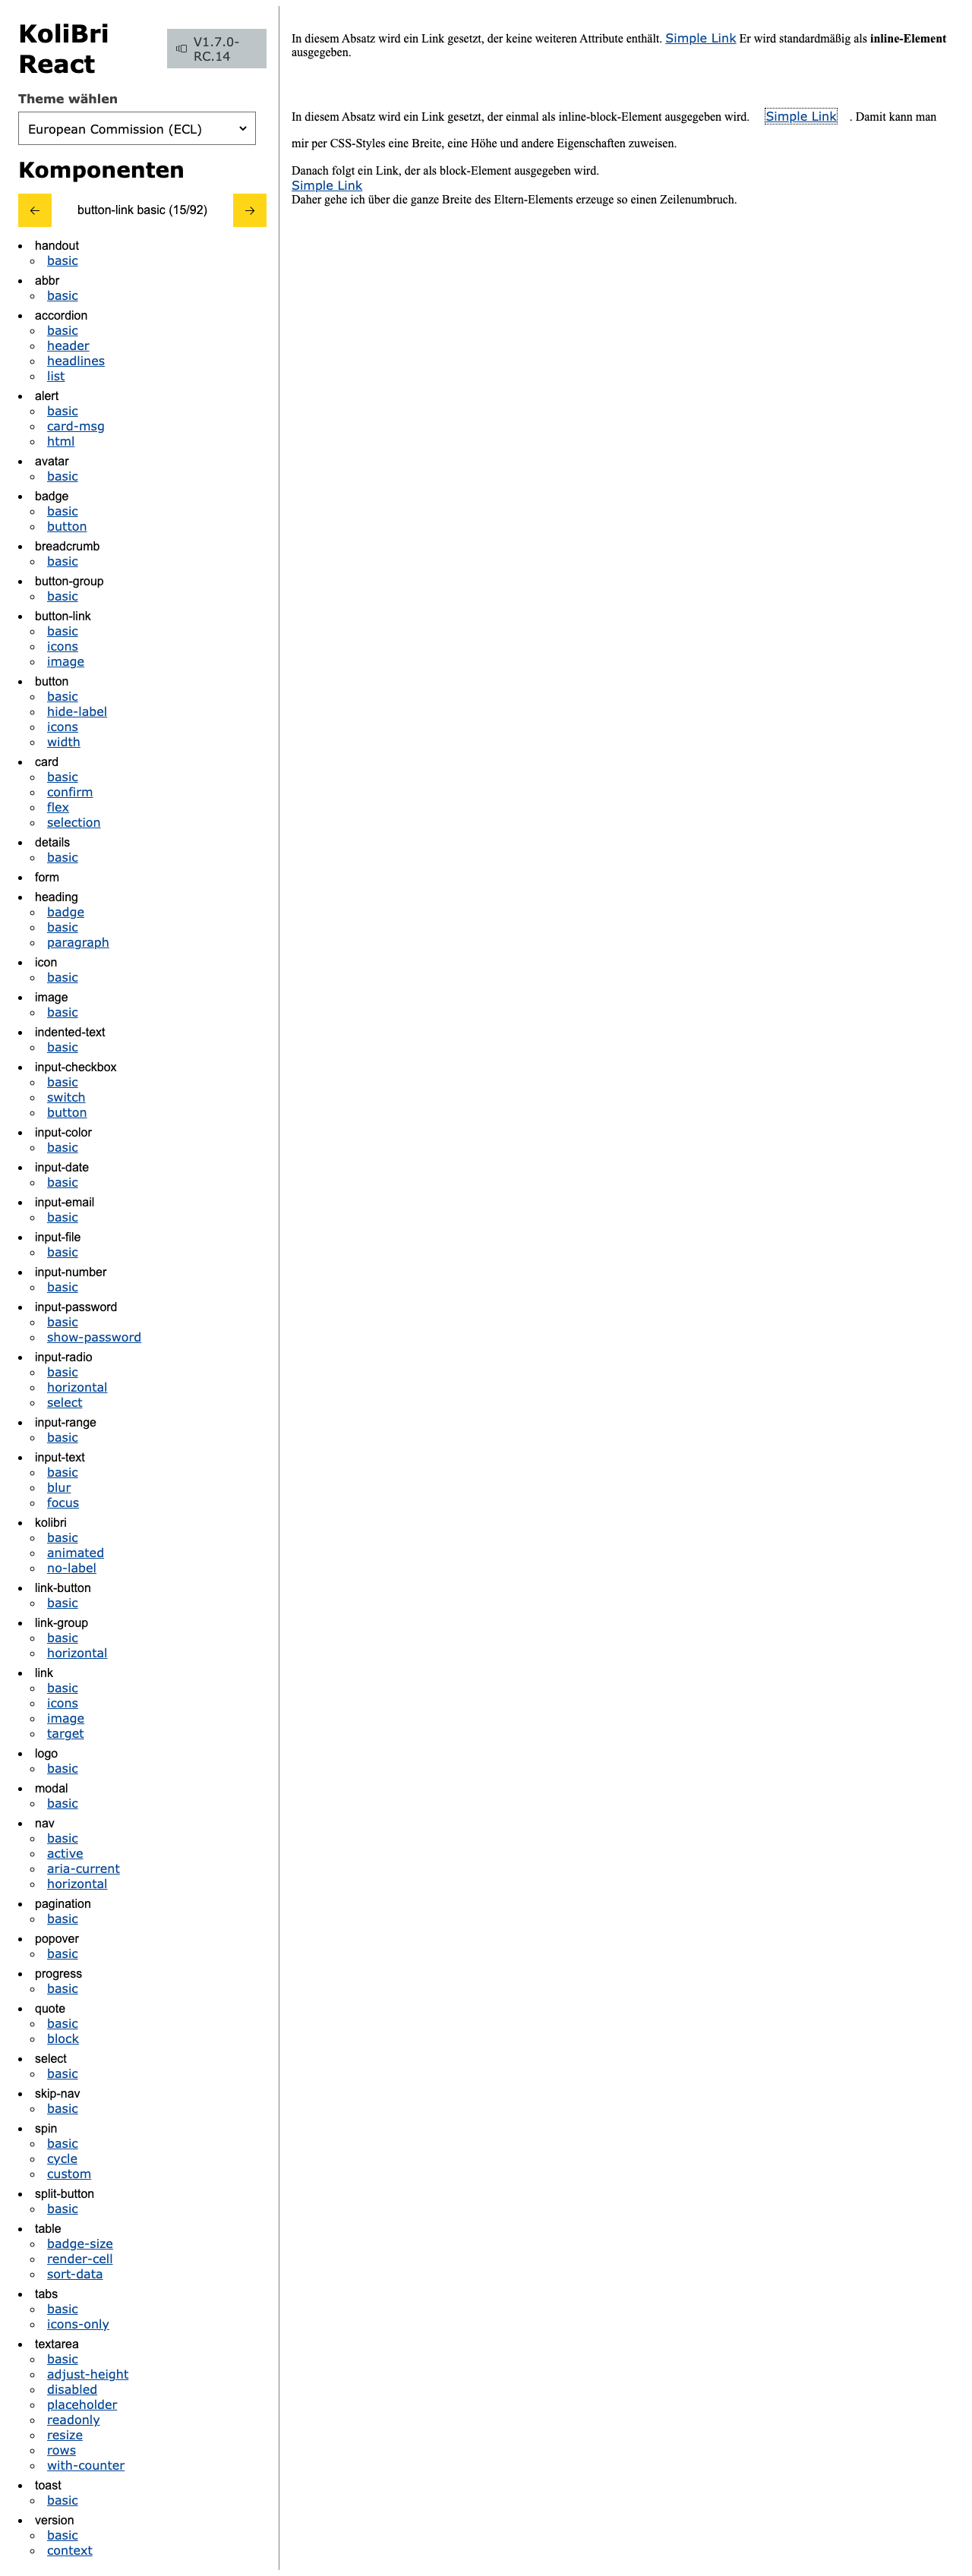 KoliBri
React
V1.7.0-
RC.14
Theme wählen
European Commission (ECL)
Komponenten
button-link basic (15/92)
handout
basic
abbr
basic
accordion
basic
header
headlines
list
alert
basic
card-msg
html
avatar
basic
badge
basic
button
breadcrumb
basic
button-group
basic
button-link
basic
icons
image
button
basic
hide-label
icons
width
card
basic
confirm
flex
selection
details
basic
form
heading
badge
basic
paragraph
icon
basic
image
basic
indented-text
basic
input-checkbox
basic
switch
button
input-color
basic
input-date
basic
input-email
basic
input-file
basic
input-number
basic
input-password
basic
show-password
input-radio
basic
horizontal
select
input-range
basic
input-text
basic
blur
focus
kolibri
basic
animated
no-label
link-button
basic
link-group
basic
horizontal
link
basic
icons
image
target
logo
basic
modal
basic
nav
basic
active
aria-current
horizontal
pagination
basic
popover
basic
progress
basic
quote
basic
block
select
basic
skip-nav
basic
spin
basic
cycle
custom
split-button
basic
table
badge-size
render-cell
sort-data
tabs
basic
icons-only
textarea
basic
adjust-height
disabled
placeholder
readonly
resize
rows
with-counter
toast
basic
version
basic
context
In diesem Absatz wird ein Link gesetzt, der keine weiteren Attribute enthält. Simple Link Er wird standardmäßig als inline-Element
ausgegeben.
In diesem Absatz wird ein Link gesetzt, der einmal als inline-block-Element ausgegeben wird. Simple Link . Damit kann man
mir per CSS-Styles eine Breite, eine Höhe und andere Eigenschaften zuweisen.
Danach folgt ein Link, der als block-Element ausgegeben wird.
Simple Link
Daher gehe ich über die ganze Breite des Eltern-Elements erzeuge so einen Zeilenumbruch.